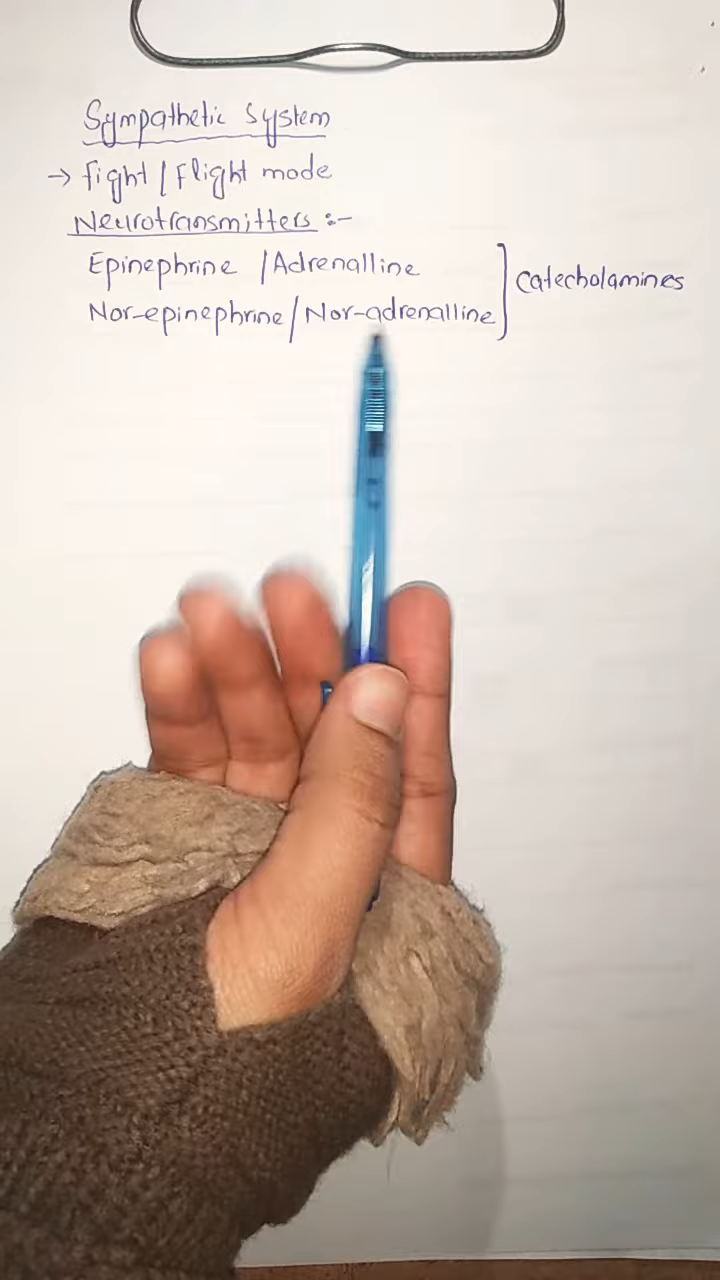 Sympathetic System
→ fight / Flight mode
Neurotransmitters :-
Epinephrine / Adrenalline
Nor-epinephrine / Nor-adrenalline
] Catecholamines